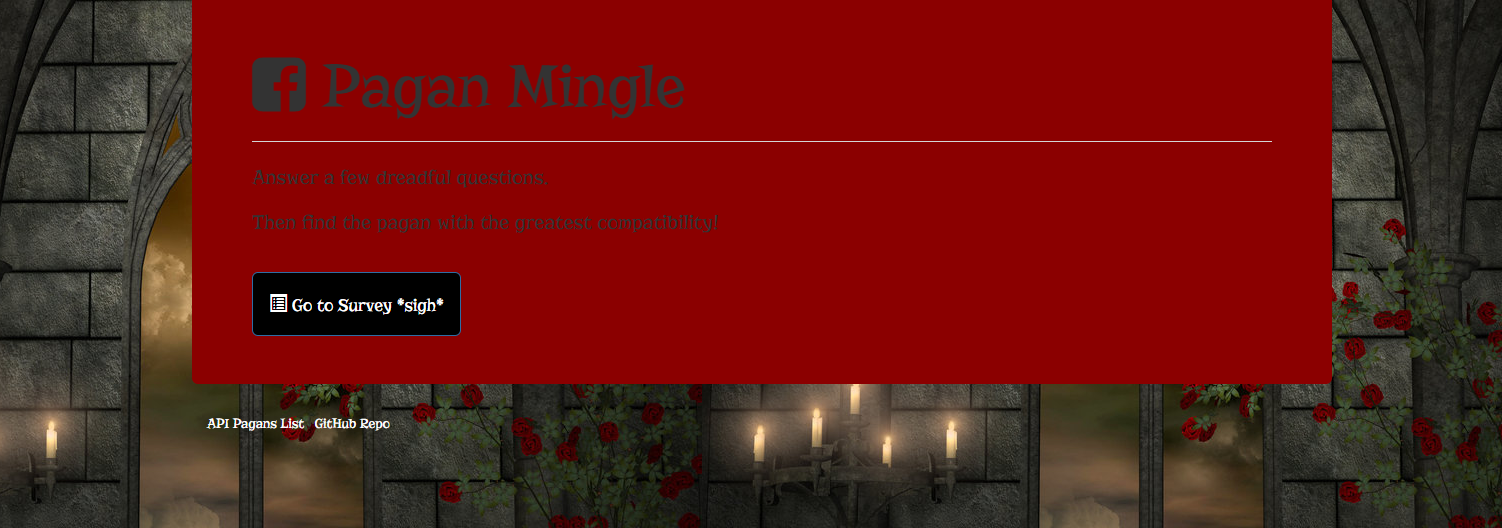 Pagan Mingle
Answer a few dreadful questions.
Then find the pagan with the greatest compatibility!
Go to Survey *sigh*
API Pagans List GitHub Repo